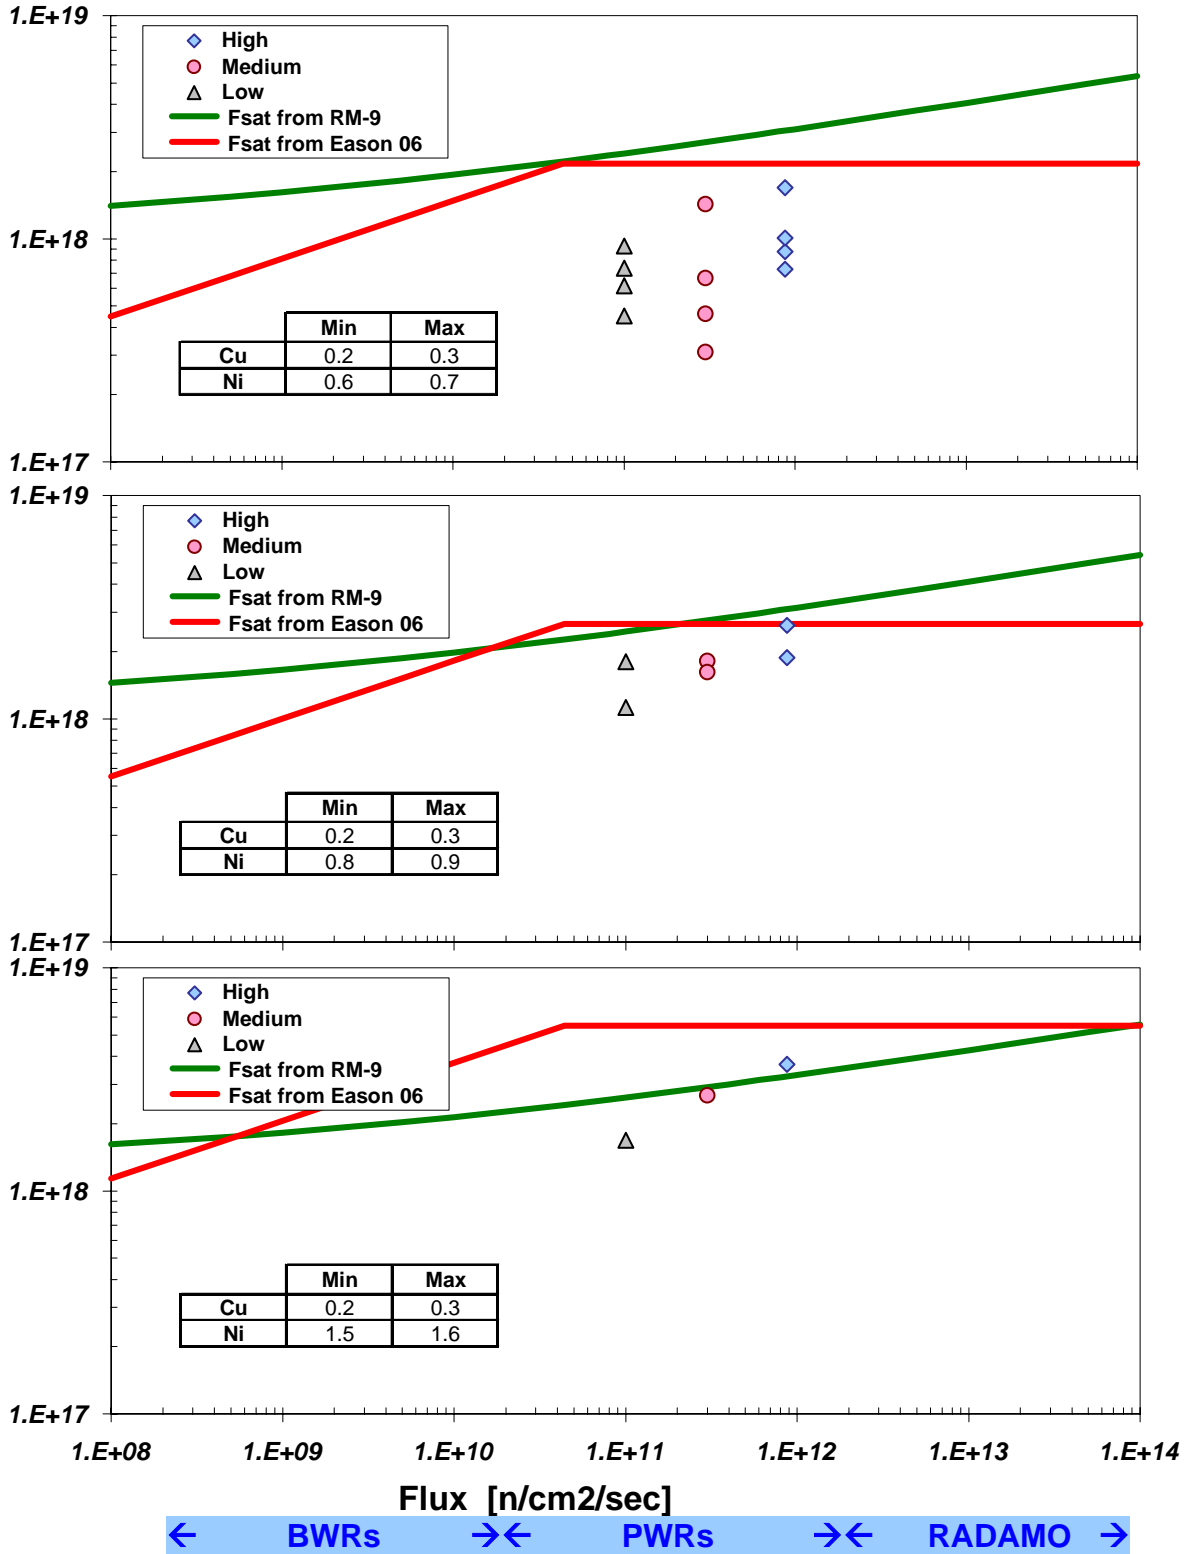 1.E+19
High
Medium
Low
Fsat from RM-9
Fsat from Eason 06
1.E+18
Min Max
Cu 0.2 0.3
Ni 0.6 0.7
1.E+17
1.E+19
High
Medium
Low
Fsat from RM-9
Fsat from Eason 06
1.E+18
Min Max
Cu 0.2 0.3
Ni 0.8 0.9
1.E+17
1.E+19
High
Medium
Low
Fsat from RM-9
Fsat from Eason 06
1.E+18
Min Max
Cu 0.2 0.3
Ni 1.5 1.6
1.E+17
1.E+08 1.E+09 1.E+10 1.E+11 1.E+12 1.E+13 1.E+14
Flux [n/cm2/sec]
← BWRs →← PWRs →← RADAMO →